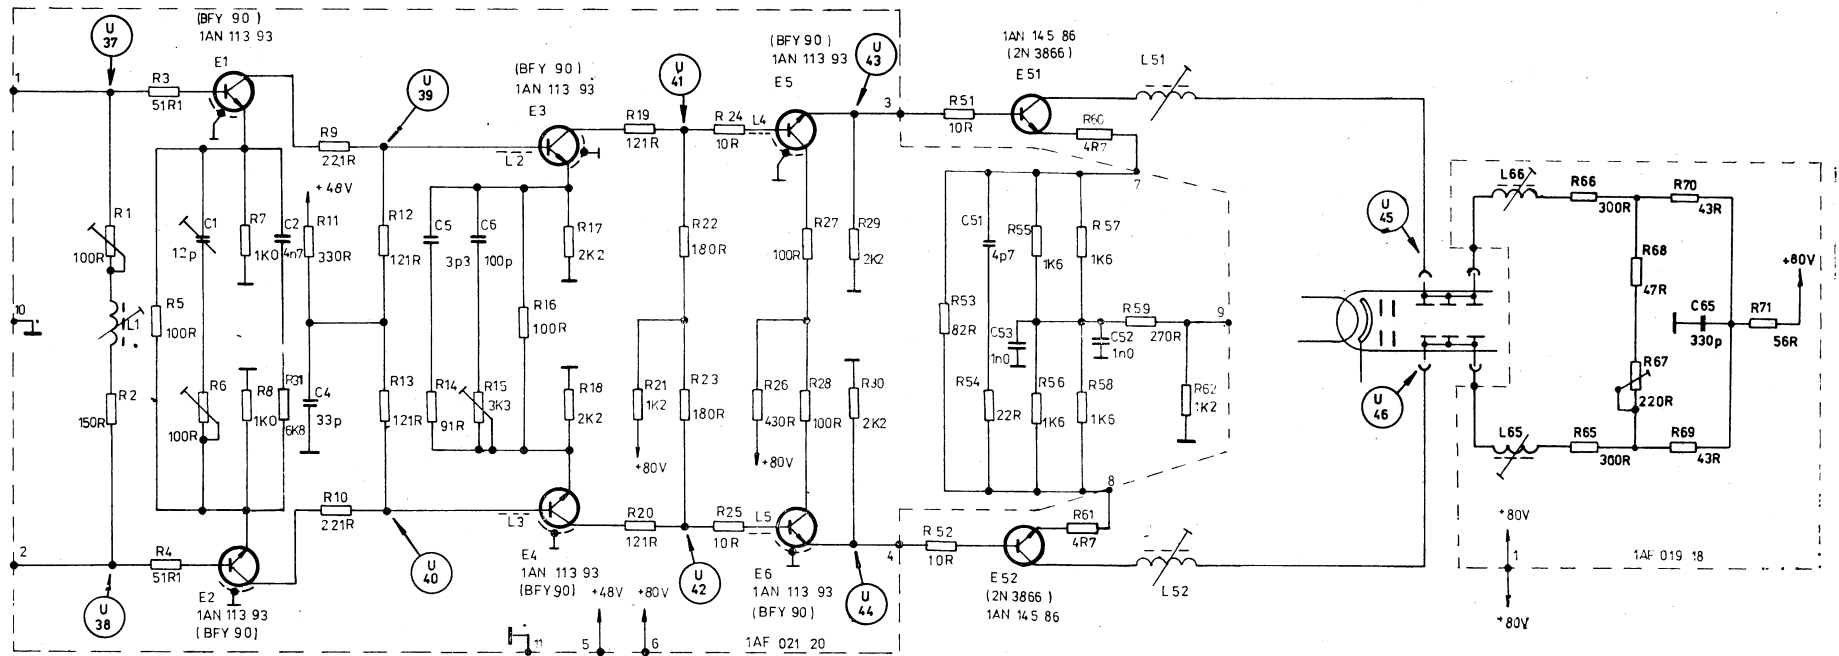 U
37
(BFY 90)
1AN 113 93
E1
1
R3
51R1
U
39
(BFY 90)
1AN 113 93
E3
U
41
(BFY 90)
1AN 113 93
E5
U
43
1AN 145 86
(2N 3866)
E51
L51
R9
221R
L2
R19
121R
R24
10R
L4
3
R51
10R
R60
4R7
7
+48V
R1
100R
C1
12p
R7
1K0
C2
4n7
R11
330R
R12
121R
C5
3p3
C6
100p
R17
2K2
R22
180R
R27
100R
R29
2K2
C51
4p7
R55
1K6
R57
1K6
U
45
L66
R66
300R
R70
43R
R68
47R
+80V
10
L1
R5
100R
R16
100R
R53
82R
C53
1n0
C52
1n0
R59
270R
9
C65
330p
R71
56R
R2
150R
R6
100R
R8
1K0
R31
6K8
C4
33p
R13
121R
R14
91R
R15
3K3
R18
2K2
R21
1K2
+80V
R23
180R
R26
430R
+80V
R28
100R
R30
2K2
R54
22R
R56
1K6
R58
1K6
R62
1K2
U
46
R67
220R
L65
R65
300R
R69
43R
8
R10
221R
L3
R20
121R
R25
10R
L5
4
R52
10R
R61
4R7
+80V
2
R4
51R1
E2
1AN 113 93
(BFY 90)
U
38
U
40
E4
1AN 113 93
(BFY 90)
+48V
+80V
U
42
E6
1AN 113 93
(BFY 90)
U
44
E52
(2N 3866)
1AN 145 86
L52
1
1AF 019 18
+80V
11
5
6
1AF 021 20